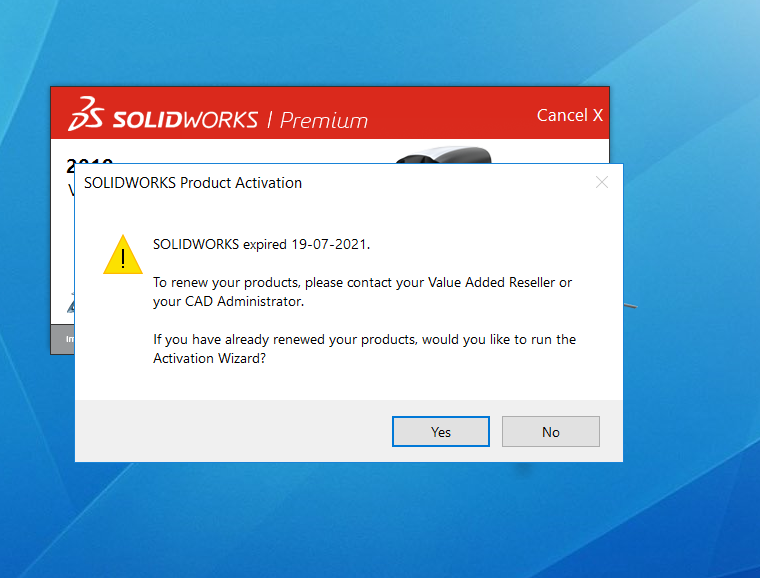 SOLIDWORKS | Premium
Cancel X
SOLIDWORKS Product Activation
SOLIDWORKS expired 19-07-2021.
To renew your products, please contact your Value Added Reseller or
your CAD Administrator.
If you have already renewed your products, would you like to run the
Activation Wizard?
Yes
No